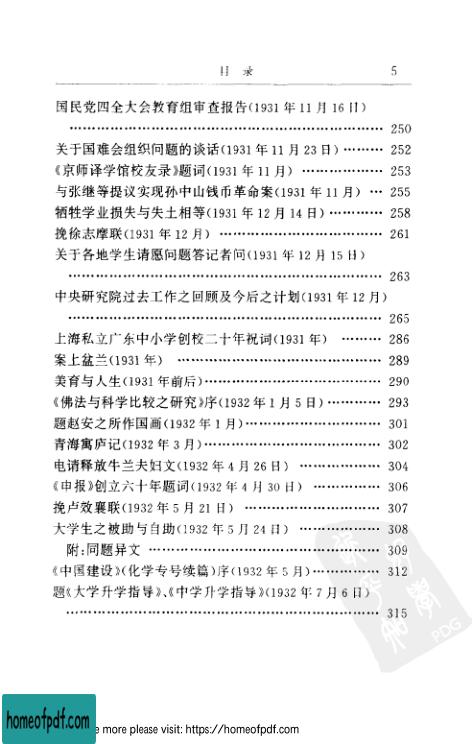 目 录 5
国民党四全大会教育组审查报告(1931 年 11 月 16 日)
…………………………………………………………… 250
关于国难会组织问题的谈话(1931 年 11 月 23 日)……… 252
《京师译学馆校友录》题词(1931 年 11 月) …………… 253
与张继等提议实现孙中山钱币革命案(1931 年 11 月) … 255
牺牲学业损失与失土相等(1931 年 12 月 14 日)………… 258
挽徐志摩联(1931 年 12 月) ……………………………… 261
关于各地学生请愿问题答记者问(1931 年 12 月 15 日)
…………………………………………………………… 263
中央研究院过去工作之回顾及今后之计划(1931 年 12 月)
…………………………………………………………… 265
上海私立广东中小学创校二十年祝词(1931 年) ……… 286
案上盆兰(1931 年) ……………………………………… 289
美育与人生(1931 年前后)………………………………… 290
《佛法与科学比较之研究》序(1932 年 1 月 5 日)………… 293
题赵安之所作国画(1932 年 1 月)………………………… 301
青海寓庐记(1932 年 3 月)………………………………… 302
电请释放牛兰夫妇文(1932 年 4 月 26 日) ……………… 304
《申报》创立六十年题词(1932 年 4 月 30 日) …………… 306
挽卢效襄联(1932 年 5 月 21 日) ………………………… 307
大学生之被助与自助(1932 年 5 月 24 日) ……………… 308
附:同题异文 …………………………………………… 309
《中国建设》(化学专号续篇)序(1932 年 5 月)…………… 312
题《大学升学指导》、《中学升学指导》(1932 年 7 月 6 日)
…………………………………………………………… 315
PDG
homeofpdf.com
e more please visit: https://homeofpdf.com